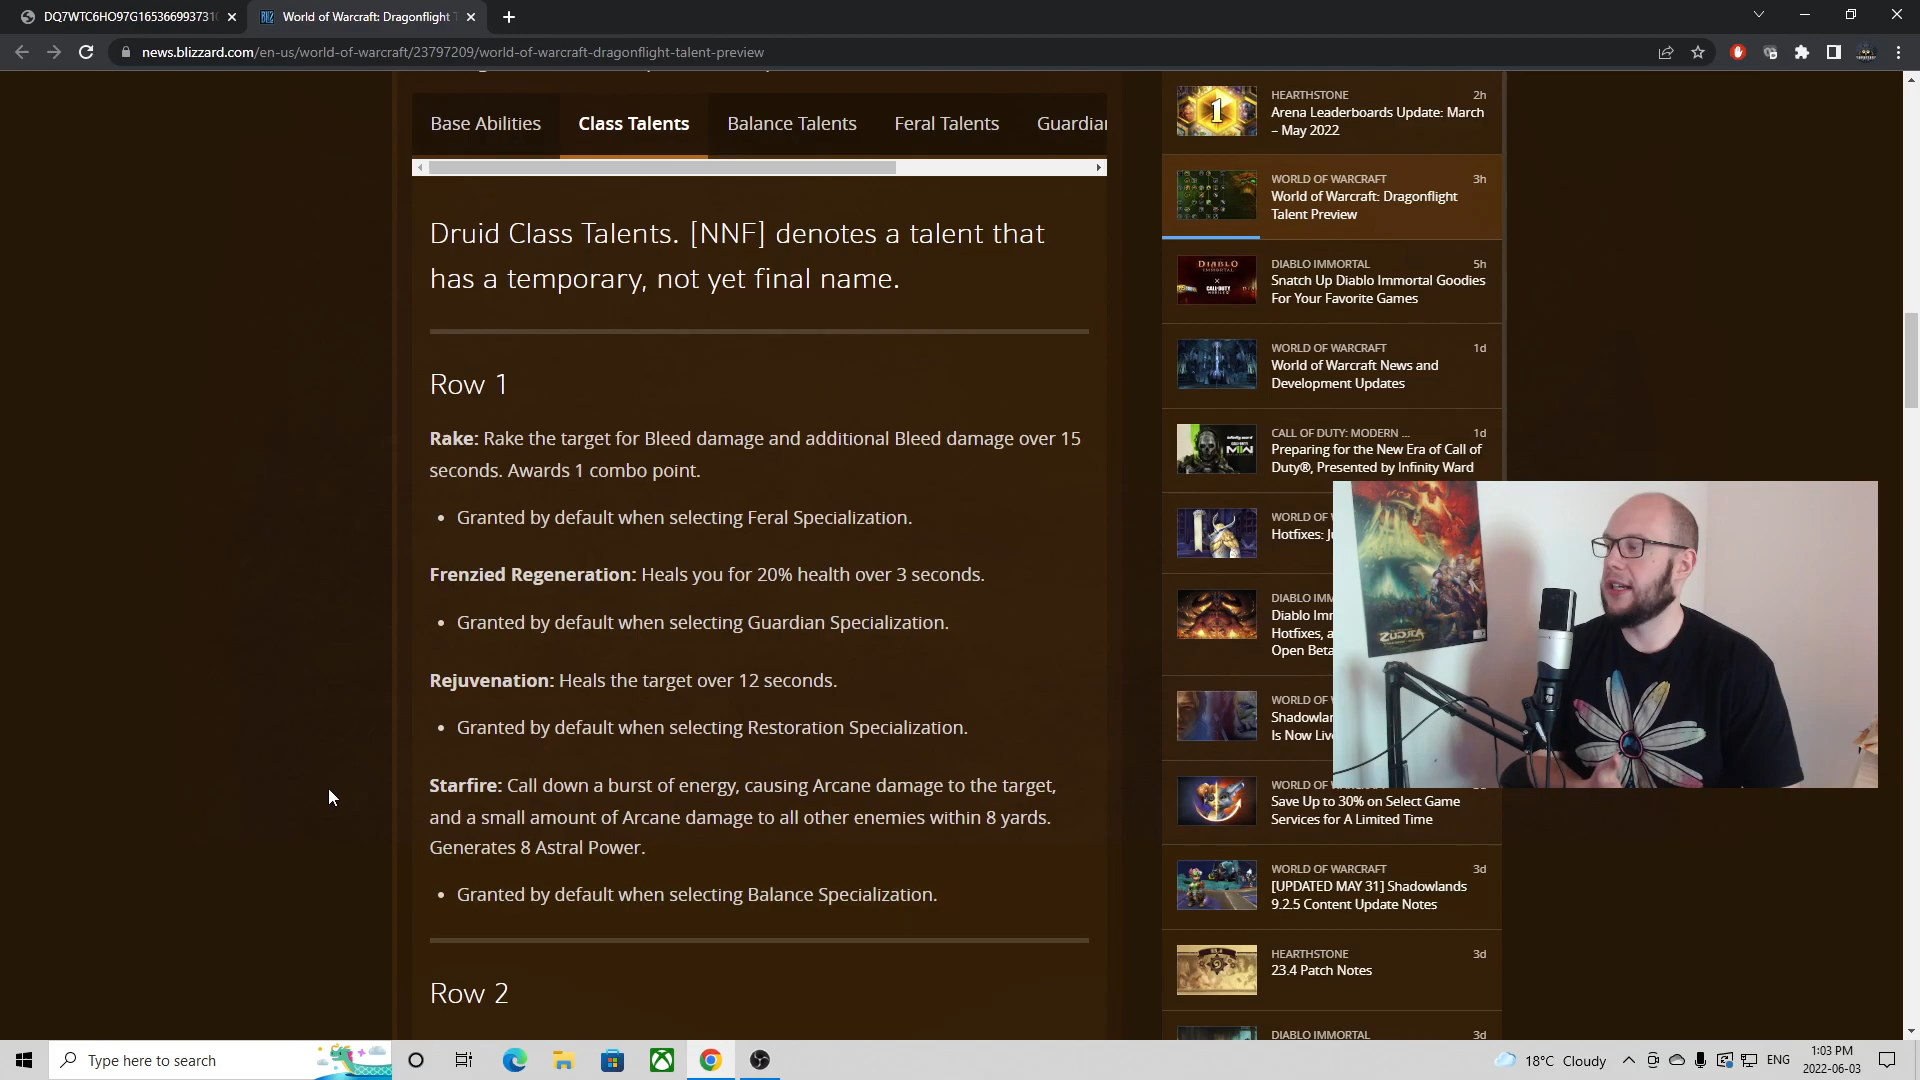 DQ7WTC6HO97G1653669937310
World of Warcraft: Dragonflight T
news.blizzard.com/en-us/world-of-warcraft/23797209/world-of-warcraft-dragonflight-talent-preview
Base Abilities
Class Talents
Balance Talents
Feral Talents
Guardian
Druid Class Talents. [NNF] denotes a talent that
has a temporary, not yet final name.
Row 1
Rake: Rake the target for Bleed damage and additional Bleed damage over 15
seconds. Awards 1 combo point.
• Granted by default when selecting Feral Specialization.
Frenzied Regeneration: Heals you for 20% health over 3 seconds.
• Granted by default when selecting Guardian Specialization.
Rejuvenation: Heals the target over 12 seconds.
• Granted by default when selecting Restoration Specialization.
Starfire: Call down a burst of energy, causing Arcane damage to the target,
and a small amount of Arcane damage to all other enemies within 8 yards.
Generates 8 Astral Power.
• Granted by default when selecting Balance Specialization.
Row 2
HEARTHSTONE 2h
Arena Leaderboards Update: March
– May 2022
WORLD OF WARCRAFT 3h
World of Warcraft: Dragonflight
Talent Preview
DIABLO IMMORTAL 5h
Snatch Up Diablo Immortal Goodies
For Your Favorite Games
WORLD OF WARCRAFT 1d
World of Warcraft News and
Development Updates
CALL OF DUTY: MODERN ... 1d
Preparing for the New Era of Call of
Duty®, Presented by Infinity Ward
WORLD OF
Hotfixes:
DIABLO IMM
Diablo Imm
Hotfixes, a
Open Beta
WORLD OF
Shadowlan
Is Now Liv
WORLD OF
Save Up to 30% on Select Game
Services for A Limited Time
WORLD OF WARCRAFT 3d
[UPDATED MAY 31] Shadowlands
9.2.5 Content Update Notes
HEARTHSTONE 3d
23.4 Patch Notes
DIABLO IMMORTAL 3d
Type here to search
18°C Cloudy
ENG
1:03 PM
2022-06-03